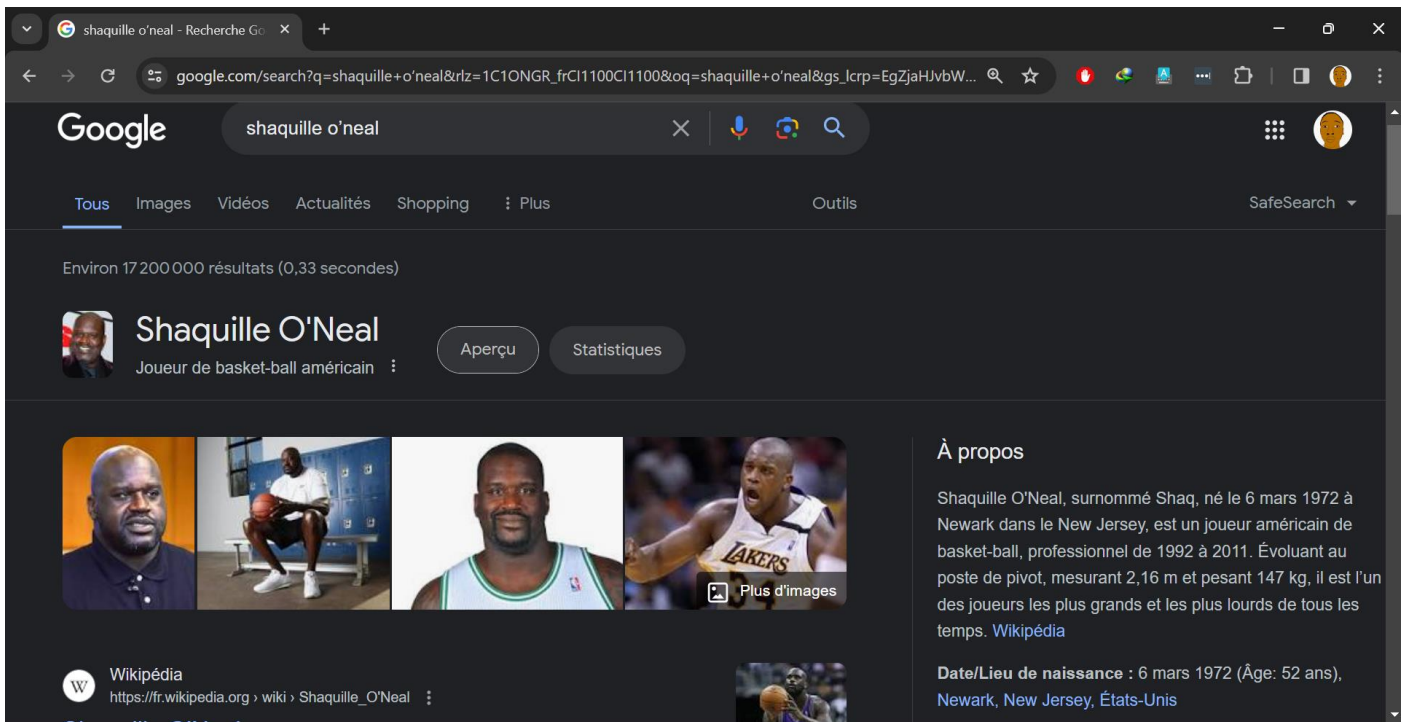 shaquille o'neal - Recherche Go
google.com/search?q=shaquille+o'neal&rlz=1C1ONGR_frCI1100CI1100&oq=shaquille+o'neal&gs_lcrp=EgZjaHJvbW...
Google
shaquille o'neal
Tous Images Vidéos Actualités Shopping Plus Outils SafeSearch
Environ 17 200 000 résultats (0,33 secondes)
Shaquille O'Neal
Joueur de basket-ball américain
Aperçu Statistiques
LAKERS
34
Plus d'images
À propos
Shaquille O'Neal, surnommé Shaq, né le 6 mars 1972 à
Newark dans le New Jersey, est un joueur américain de
basket-ball, professionnel de 1992 à 2011. Évoluant au
poste de pivot, mesurant 2,16 m et pesant 147 kg, il est l'un
des joueurs les plus grands et les plus lourds de tous les
temps. Wikipédia
Date/Lieu de naissance : 6 mars 1972 (Âge: 52 ans),
Newark, New Jersey, États-Unis
W
Wikipédia
https://fr.wikipedia.org › wiki › Shaquille_O'Neal